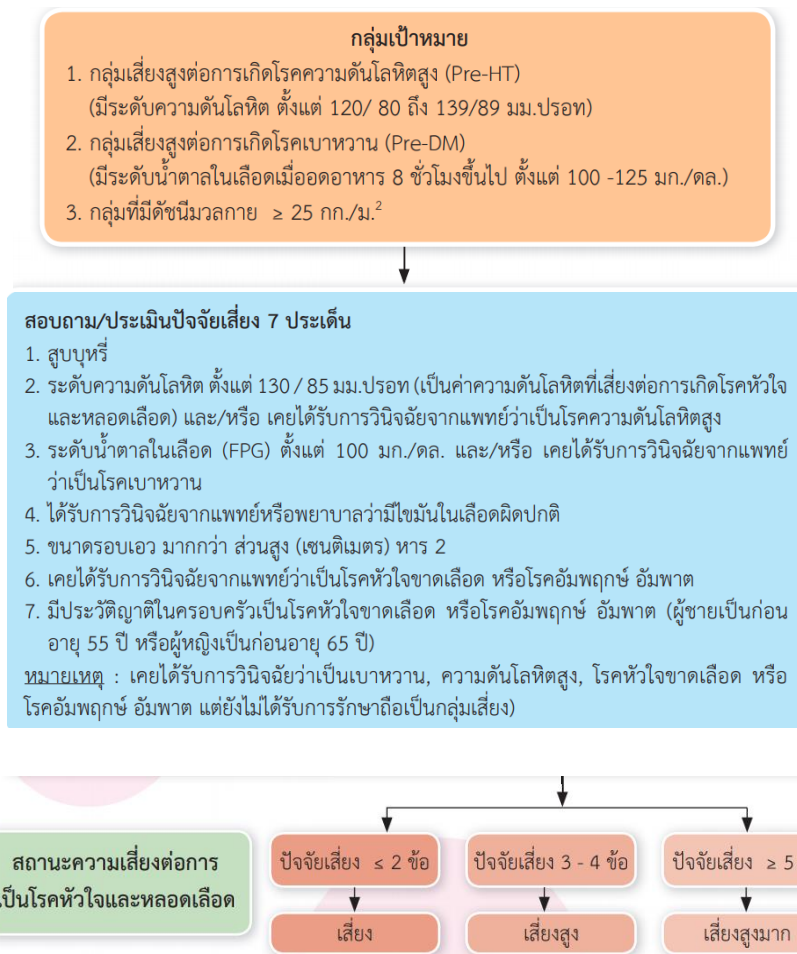 กลุ่มเป้าหมาย
1. กลุ่มเสี่ยงสูงต่อการเกิดโรคความดันโลหิตสูง (Pre-HT)
(มีระดับความดันโลหิต ตั้งแต่ 120/ 80 ถึง 139/89 มม.ปรอท)
2. กลุ่มเสี่ยงสูงต่อการเกิดโรคเบาหวาน (Pre-DM)
(มีระดับน้ำตาลในเลือดเมื่ออดอาหาร 8 ชั่วโมงขึ้นไป ตั้งแต่ 100 -125 มก./ดล.)
3. กลุ่มที่มีดัชนีมวลกาย ≥ 25 กก./ม.²
สอบถาม/ประเมินปัจจัยเสี่ยง 7 ประเด็น
1. สูบบุหรี่
2. ระดับความดันโลหิต ตั้งแต่ 130 / 85 มม.ปรอท (เป็นค่าความดันโลหิตที่เสี่ยงต่อการเกิดโรคหัวใจ
และหลอดเลือด) และ/หรือ เคยได้รับการวินิจฉัยจากแพทย์ว่าเป็นโรคความดันโลหิตสูง
3. ระดับน้ำตาลในเลือด (FPG) ตั้งแต่ 100 มก./ดล. และ/หรือ เคยได้รับการวินิจฉัยจากแพทย์
ว่าเป็นโรคเบาหวาน
4. ได้รับการวินิจฉัยจากแพทย์หรือพยาบาลว่ามีไขมันในเลือดผิดปกติ
5. ขนาดรอบเอว มากกว่า ส่วนสูง (เซนติเมตร) หาร 2
6. เคยได้รับการวินิจฉัยจากแพทย์ว่าเป็นโรคหัวใจขาดเลือด หรือโรคอัมพฤกษ์ อัมพาต
7. มีประวัติญาติในครอบครัวเป็นโรคหัวใจขาดเลือด หรือโรคอัมพฤกษ์ อัมพาต (ผู้ชายเป็นก่อน
อายุ 55 ปี หรือผู้หญิงเป็นก่อนอายุ 65 ปี)
หมายเหตุ : เคยได้รับการวินิจฉัยว่าเป็นเบาหวาน, ความดันโลหิตสูง, โรคหัวใจขาดเลือด หรือ
โรคอัมพฤกษ์ อัมพาต แต่ยังไม่ได้รับการรักษาถือเป็นกลุ่มเสี่ยง)
สถานะความเสี่ยงต่อการ
เป็นโรคหัวใจและหลอดเลือด
ปัจจัยเสี่ยง ≤ 2 ข้อ
ปัจจัยเสี่ยง 3 - 4 ข้อ
ปัจจัยเสี่ยง ≥ 5
เสี่ยง
เสี่ยงสูง
เสี่ยงสูงมาก